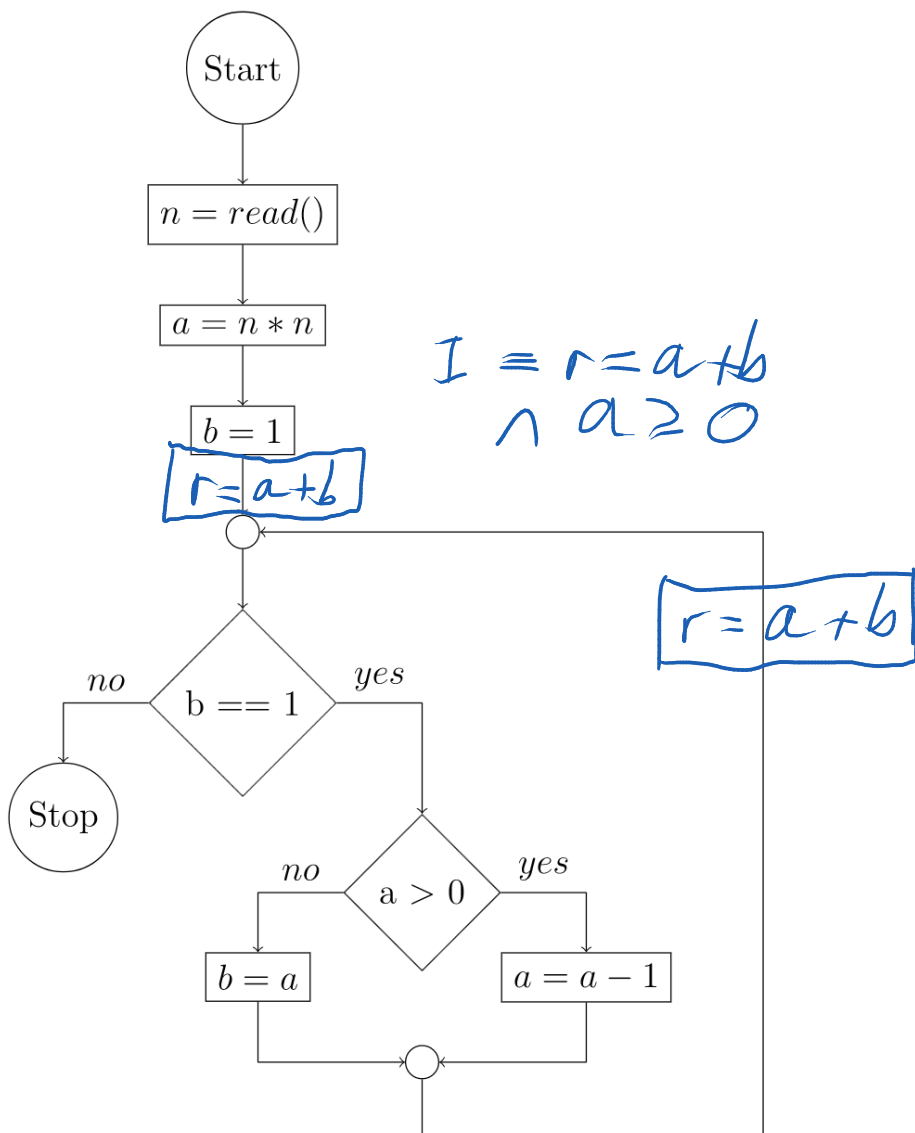 Start
n = read()
a = n * n
I ≡ r = a + b
∧ a ≥ 0
b = 1
r = a + b
r = a + b
no
yes
b == 1
Stop
no
yes
a > 0
b = a
a = a − 1